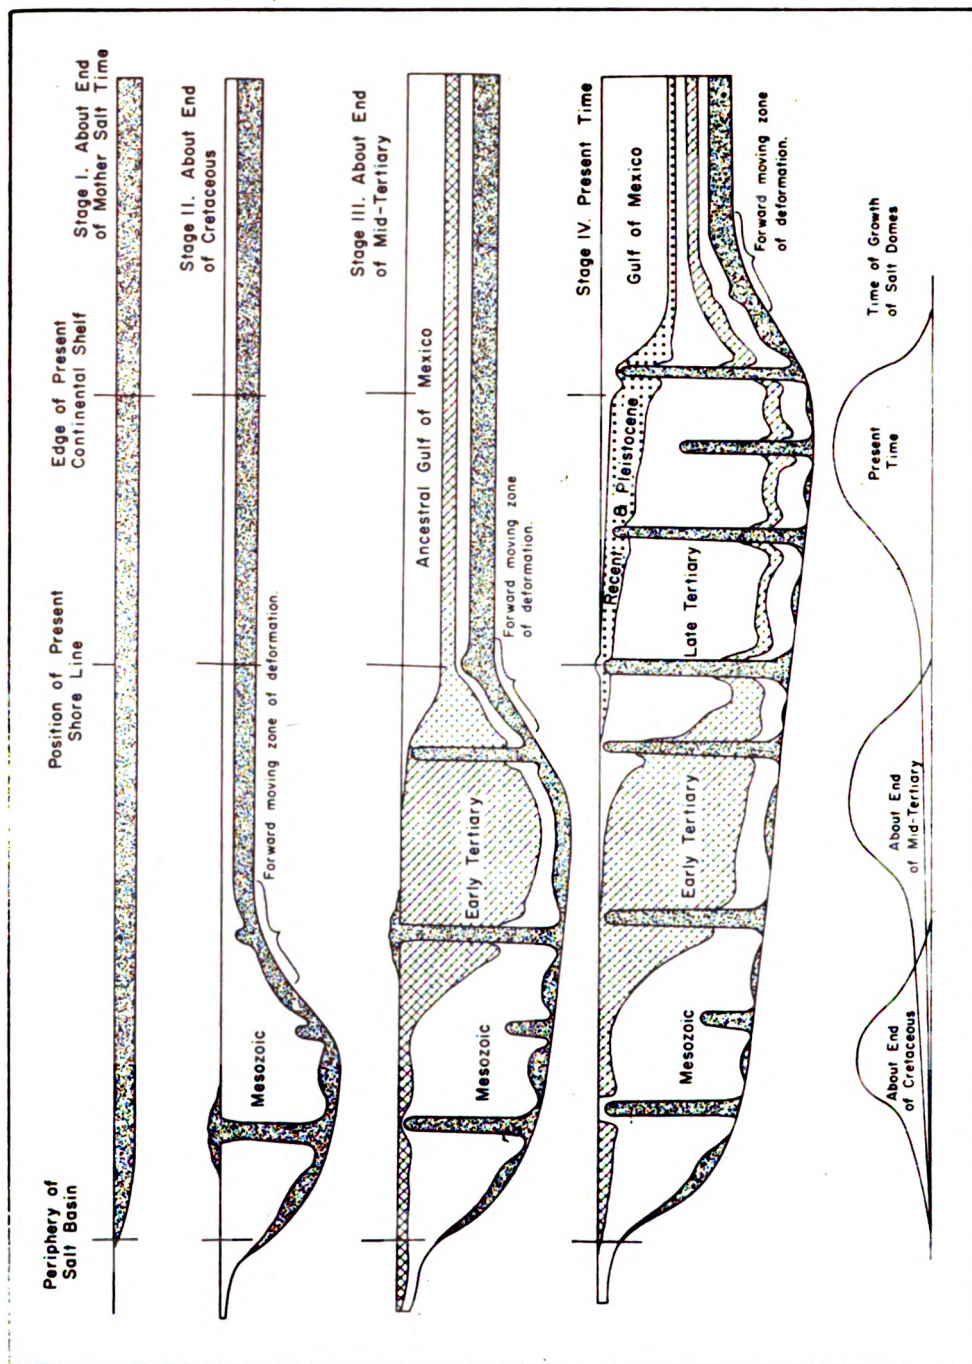 Periphery of
Salt Basin
Position of Present
Shore Line
Edge of Present
Continental Shelf
Stage I. About End
of Mother Salt Time
Stage II. About End
of Cretaceous
Mesozoic
Forward moving zone of deformation.
Stage III. About End
of Mid-Tertiary
Mesozoic
Early Tertiary
Ancestral Gulf of Mexico
Forward moving zone
of deformation.
Stage IV. Present Time
Mesozoic
Early Tertiary
Late Tertiary
Recent & Pleistocene
Gulf of Mexico
Forward moving zone
of deformation.
About End
of Cretaceous
About End
of Mid-Tertiary
Present
Time
Time of Growth
of Salt Domes